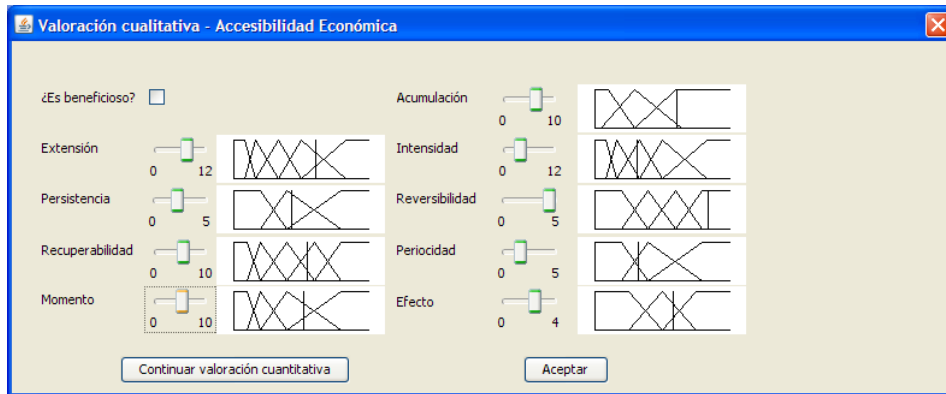 Valoración cualitativa - Accesibilidad Económica
¿Es beneficioso?
Acumulación
0 10
Extensión
0 12
Intensidad
0 12
Persistencia
0 5
Reversibilidad
0 5
Recuperabilidad
0 10
Periocidad
0 5
Momento
0 10
Efecto
0 4
Continuar valoración cuantitativa
Aceptar